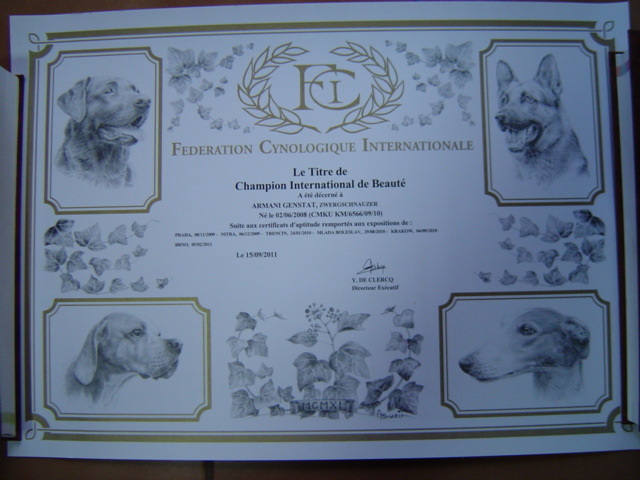 FCI
FEDERATION CYNOLOGIQUE INTERNATIONALE
Le Titre de
Champion International de Beauté
A été décerné à
ARMANI GENSTAT, ZWERGSCHNAUZER
Né le 02/06/2008 (CMKU KM/6566/09/10)
Suite aux certificats d'aptitude remportés aux expositions de :
PRAHA, 08/11/2009 - NITRA, 06/12/2009 - TRENCIN, 24/01/2010 - MLADA BOLESLAV, 29/08/2010 - KRAKOW, 04/09/2010
BRNO, 05/02/2011
Le 15/09/2011
Y. DE CLERCQ
Directeur Exécutif